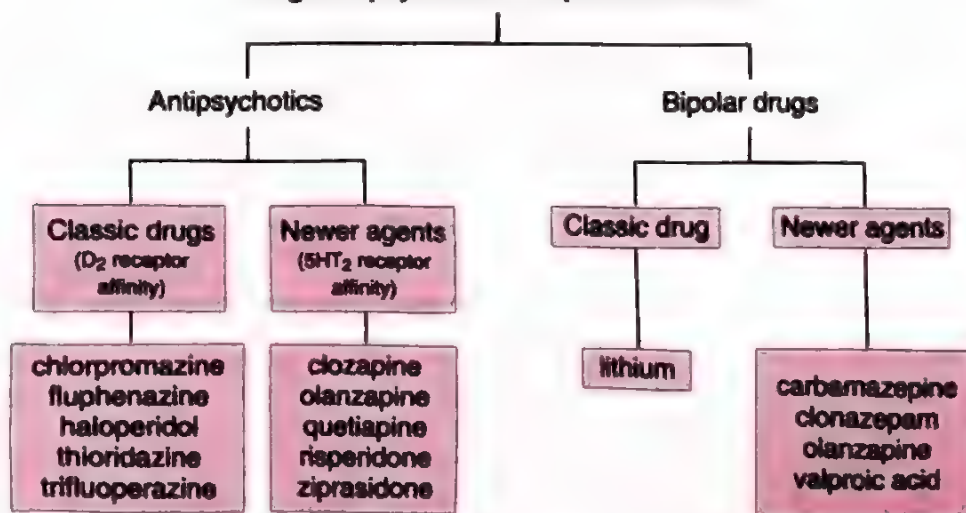 Antipsychotics
Bipolar drugs
Classic drugs
(D₂ receptor
affinity)
Newer agents
(5HT₂ receptor
affinity)
Classic drug
Newer agents
chlorpromazine
fluphenazine
haloperidol
thioridazine
trifluoperazine
clozapine
olanzapine
quetiapine
risperidone
ziprasidone
lithium
carbamazepine
clonazepam
olanzapine
valproic acid